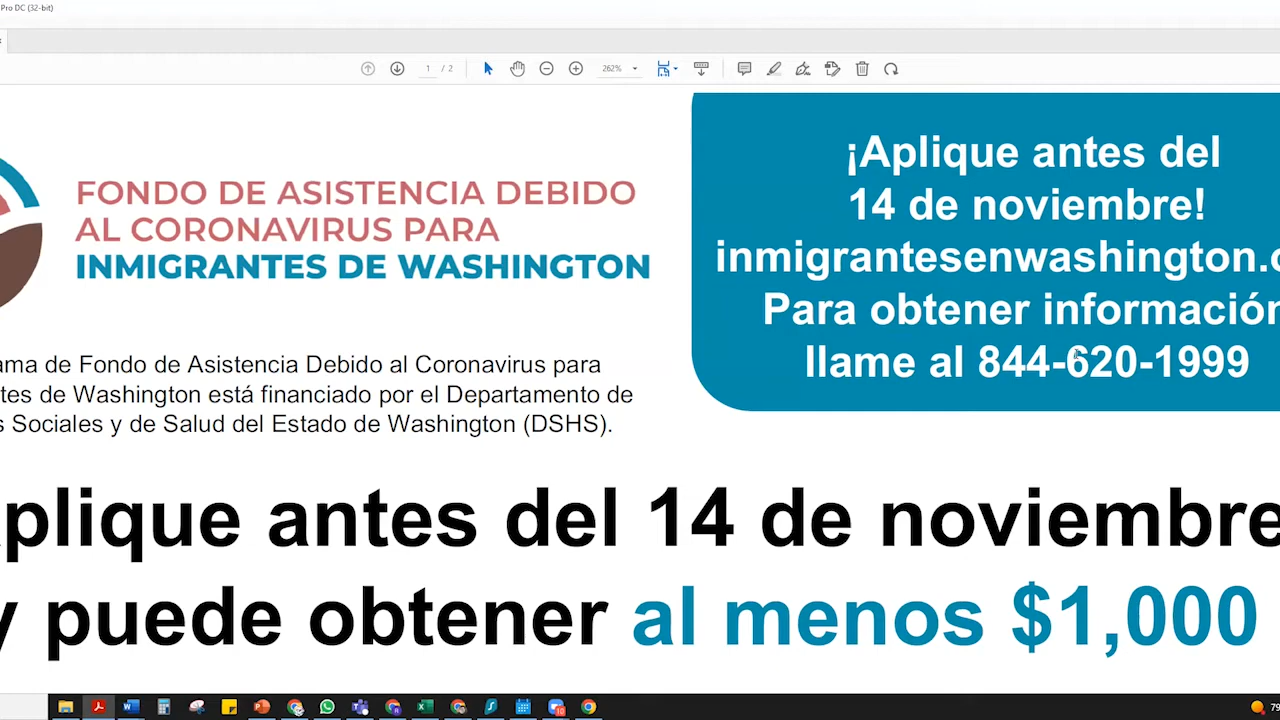 Pro DC (32-bit)
1 / 2
262%
¡Aplique antes del
14 de noviembre!
inmigrantesenwashington.c
Para obtener información
llame al 844-620-1999
FONDO DE ASISTENCIA DEBIDO
AL CORONAVIRUS PARA
INMIGRANTES DE WASHINGTON
ama de Fondo de Asistencia Debido al Coronavirus para
tes de Washington está financiado por el Departamento de
s Sociales y de Salud del Estado de Washington (DSHS).
plique antes del 14 de noviembre
y puede obtener al menos $1,000